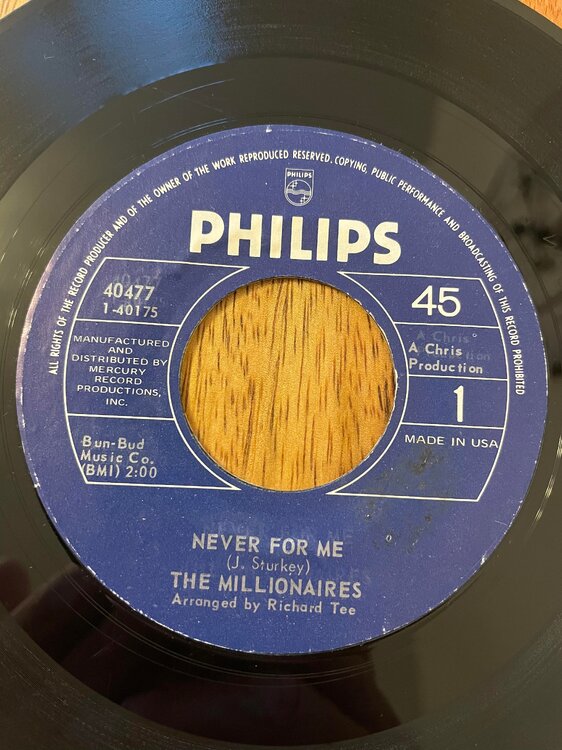 ALL RIGHTS OF THE RECORD PRODUCER AND OF THE OWNER OF THE WORK REPRODUCED RESERVED. COPYING, PUBLIC PERFORMANCE AND BROADCASTING OF THIS RECORD PROHIBITED
PHILIPS
PHILIPS
40477
1-40175
MANUFACTURED
AND
DISTRIBUTED BY
MERCURY
RECORD
PRODUCTIONS,
INC.
Bun-Bud
Music Co.
(BMI) 2:00
45
A Chris
A Chris
Production
1
MADE IN USA
NEVER FOR ME
(J. Sturkey)
THE MILLIONAIRES
Arranged by Richard Tee